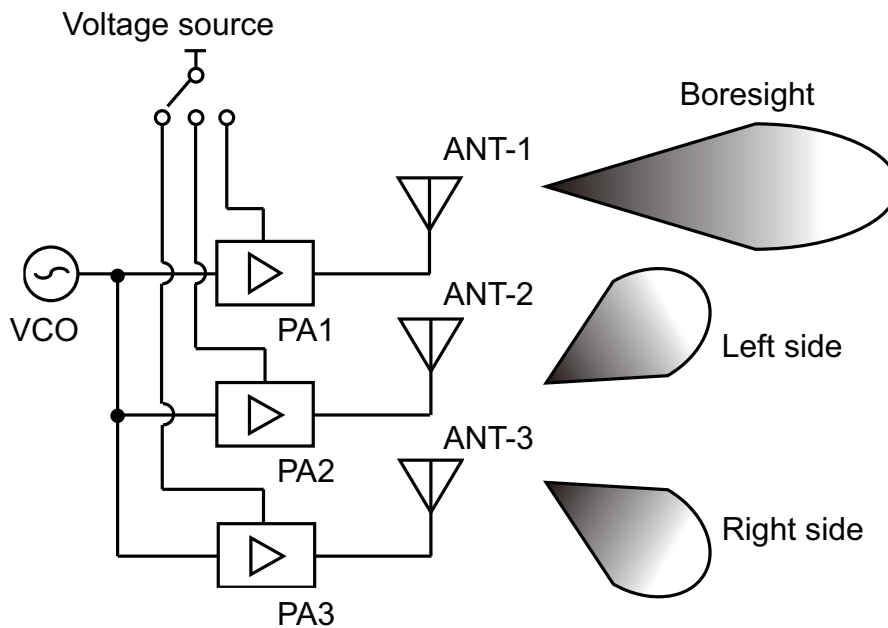 Voltage source
Boresight
ANT-1
VCO
PA1
ANT-2
Left side
PA2
ANT-3
Right side
PA3